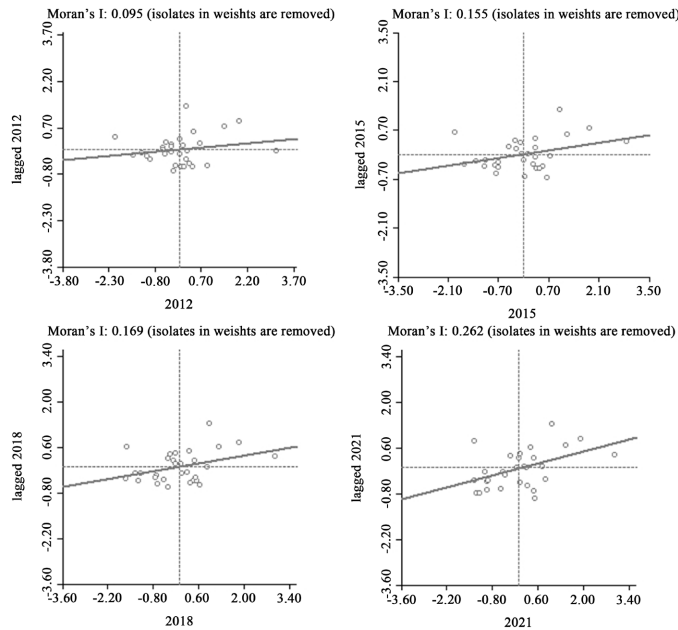 Moran's I: 0.095 (isolates in weishts are removed)
3.70
2.20
0.70
-0.80
-2.30
-3.80
lagged 2012
-3.80 -2.30 -0.80 0.70 2.20 3.70
2012
Moran's I: 0.155 (isolates in weishts are removed)
3.50
2.10
0.70
-0.70
-2.10
-3.50
lagged 2015
-3.50 -2.10 -0.70 0.70 2.10 3.50
2015
Moran's I: 0.169 (isolates in weishts are removed)
3.40
2.00
0.60
-0.80
-2.20
-3.60
lagged 2018
-3.60 -2.20 -0.80 0.60 2.00 3.40
2018
Moran's I: 0.262 (isolates in weishts are removed)
3.40
2.00
0.60
-0.80
-2.20
-3.60
lagged 2021
-3.60 -2.20 -0.80 0.60 2.00 3.40
2021